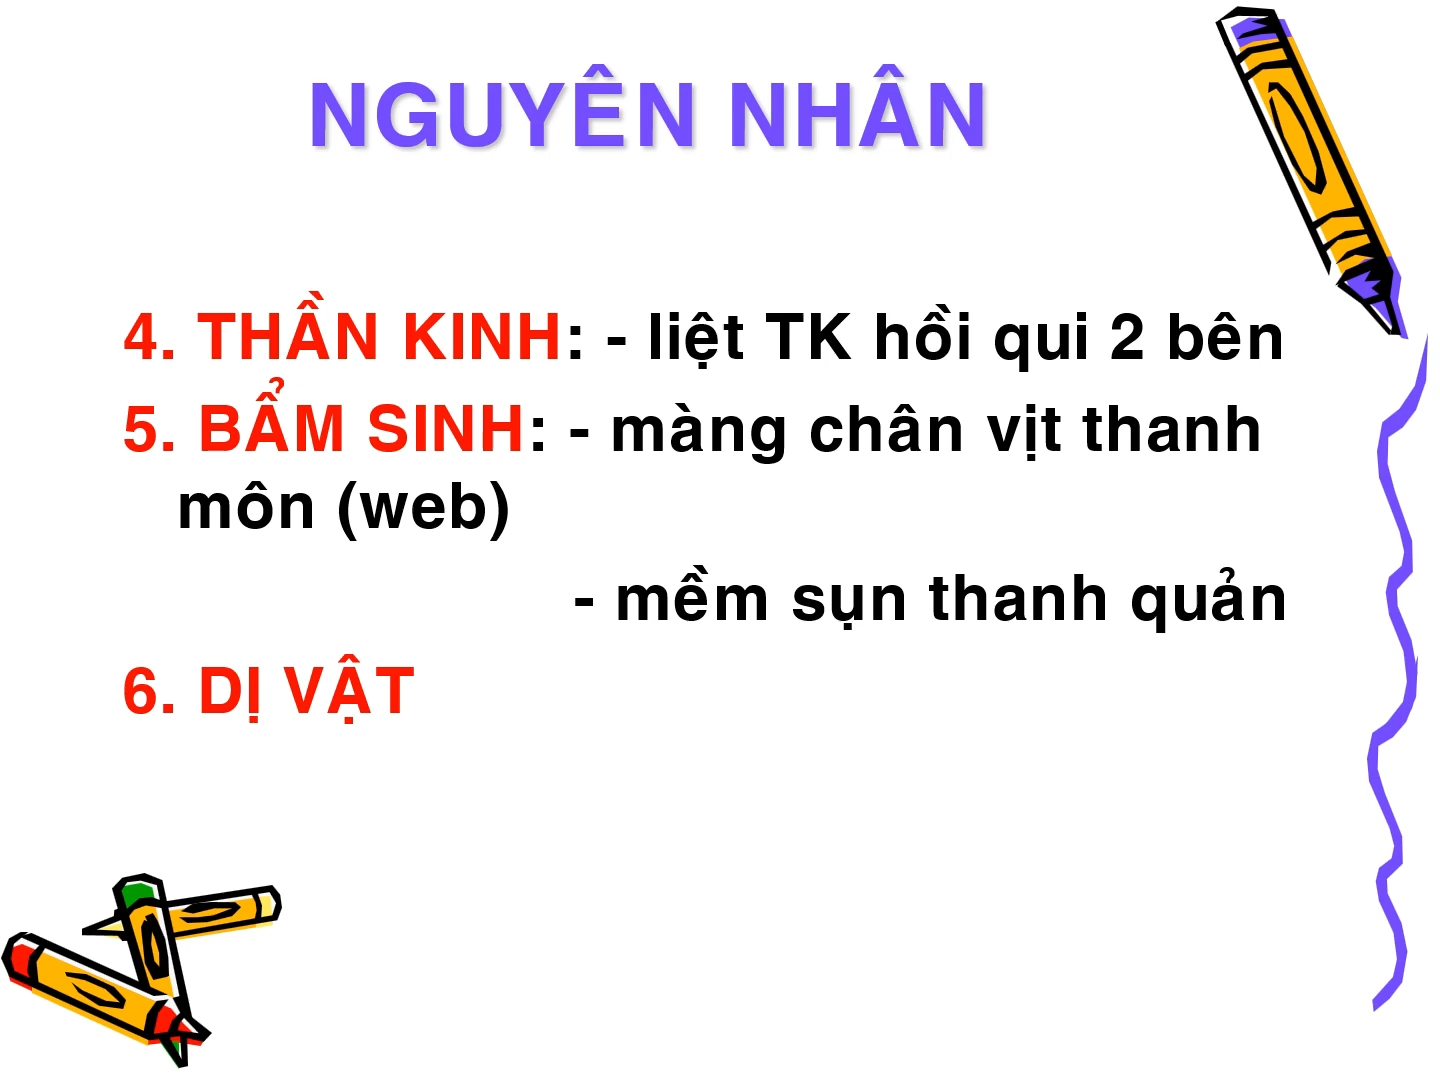 NGUYÊN NHÂN
4. THẦN KINH: - liệt TK hồi qui 2 bên
5. BẨM SINH: - màng chân vịt thanh
môn (web)
- mềm sụn thanh quản
6. DỊ VẬT